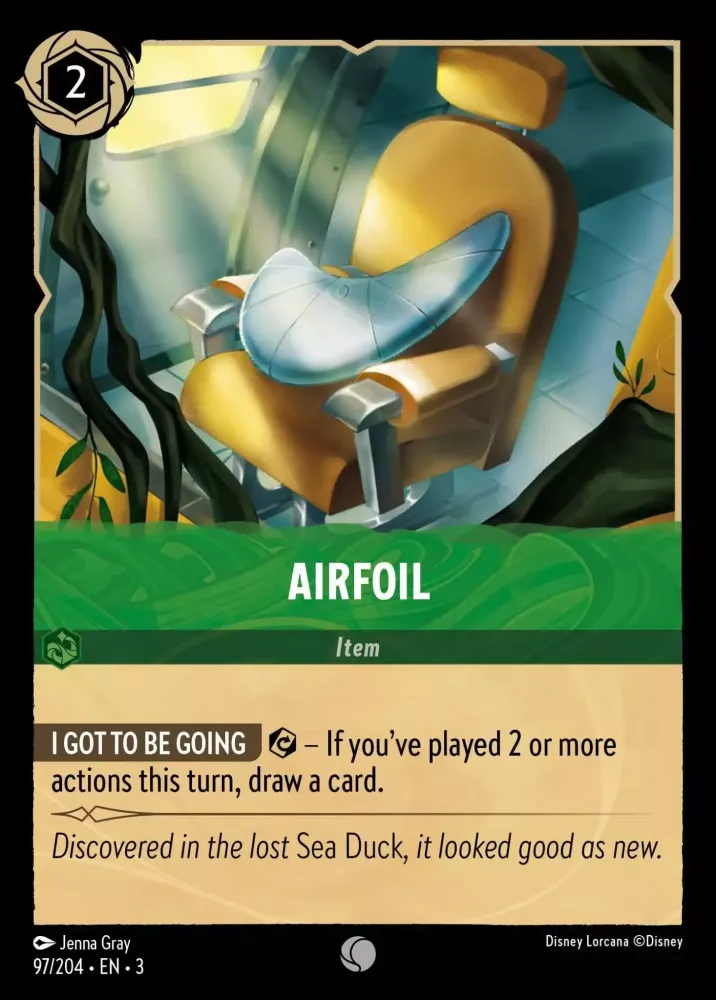 2
AIRFOIL
Item
I GOT TO BE GOING – If you've played 2 or more
actions this turn, draw a card.
Discovered in the lost Sea Duck, it looked good as new.
Jenna Gray
Disney Lorcana ©Disney
97/204 • EN • 3